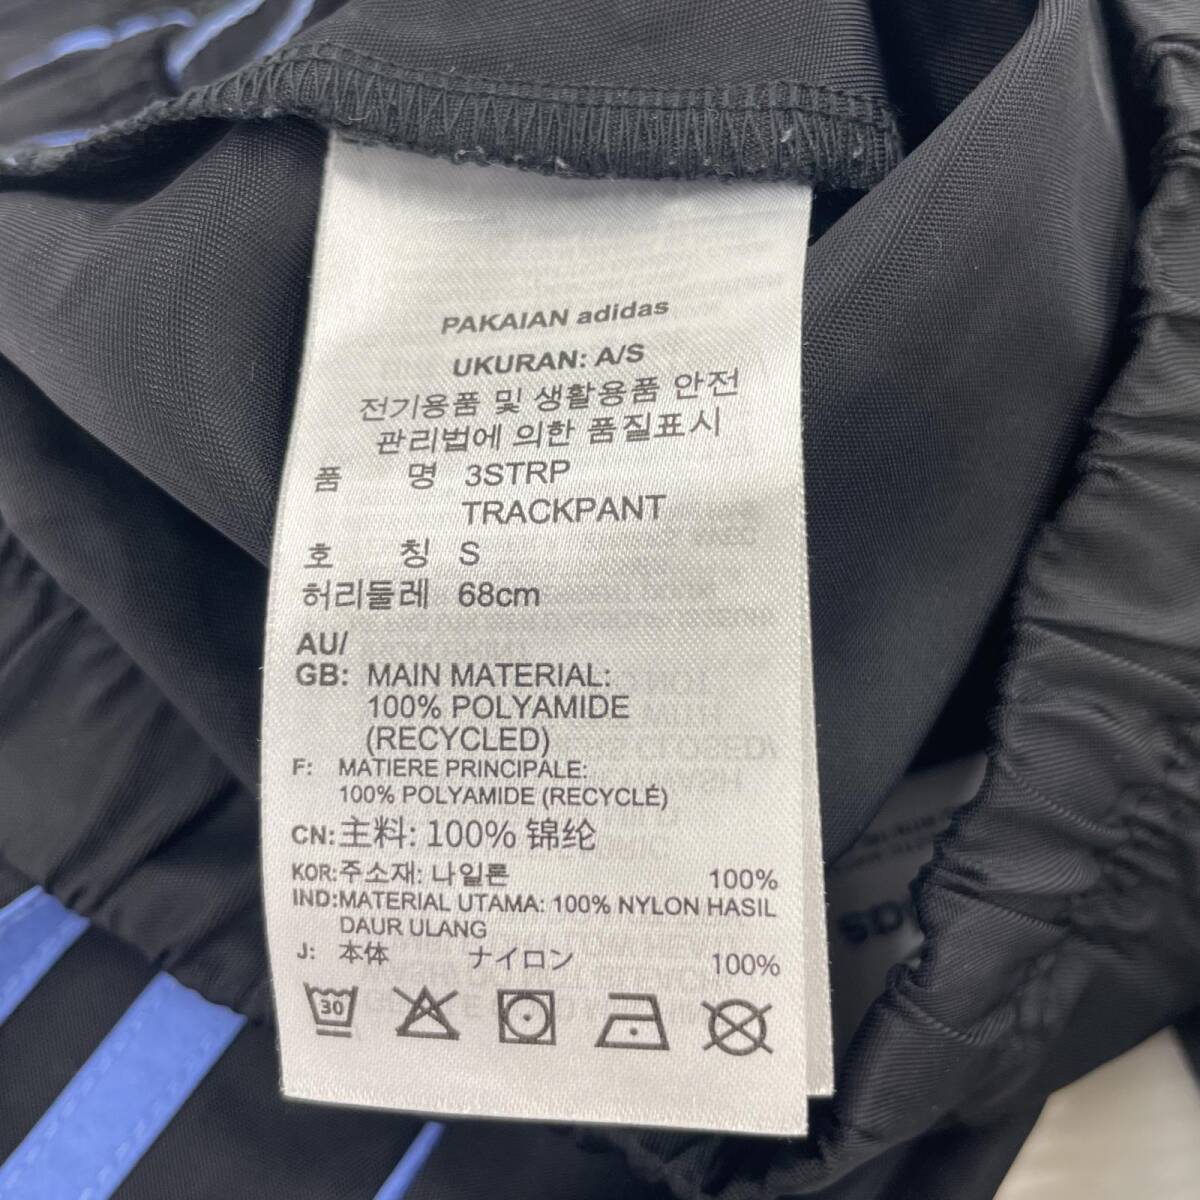 PAKAIAN adidas
UKURAN: A/S
전기용품 및 생활용품 안전
관리법에 의한 품질표시
품 명 3STRP
TRACKPANT
호 칭 S
허리둘레 68cm
AU/
GB: MAIN MATERIAL:
100% POLYAMIDE
(RECYCLED)
F: MATIERE PRINCIPALE:
100% POLYAMIDE (RECYCLÉ)
CN: 主料: 100% 锦纶
KOR: 주소재: 나일론 100%
IND: MATERIAL UTAMA: 100% NYLON HASIL
DAUR ULANG
J: 本体 ナイロン 100%
30